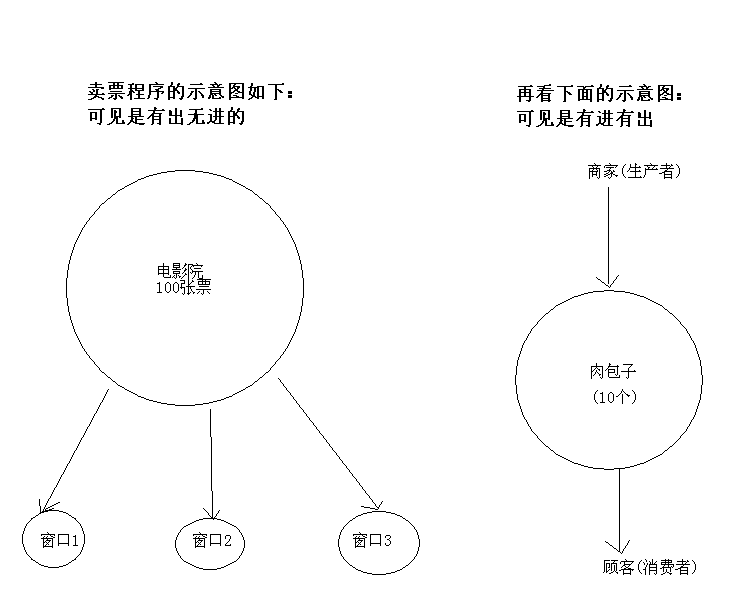 卖票程序的示意图如下：
可见是有出无进的
电影院
100张票
窗口1
窗口2
窗口3
再看下面的示意图：
可见是有进有出
商家(生产者)
肉包子
(10个)
顾客(消费者)